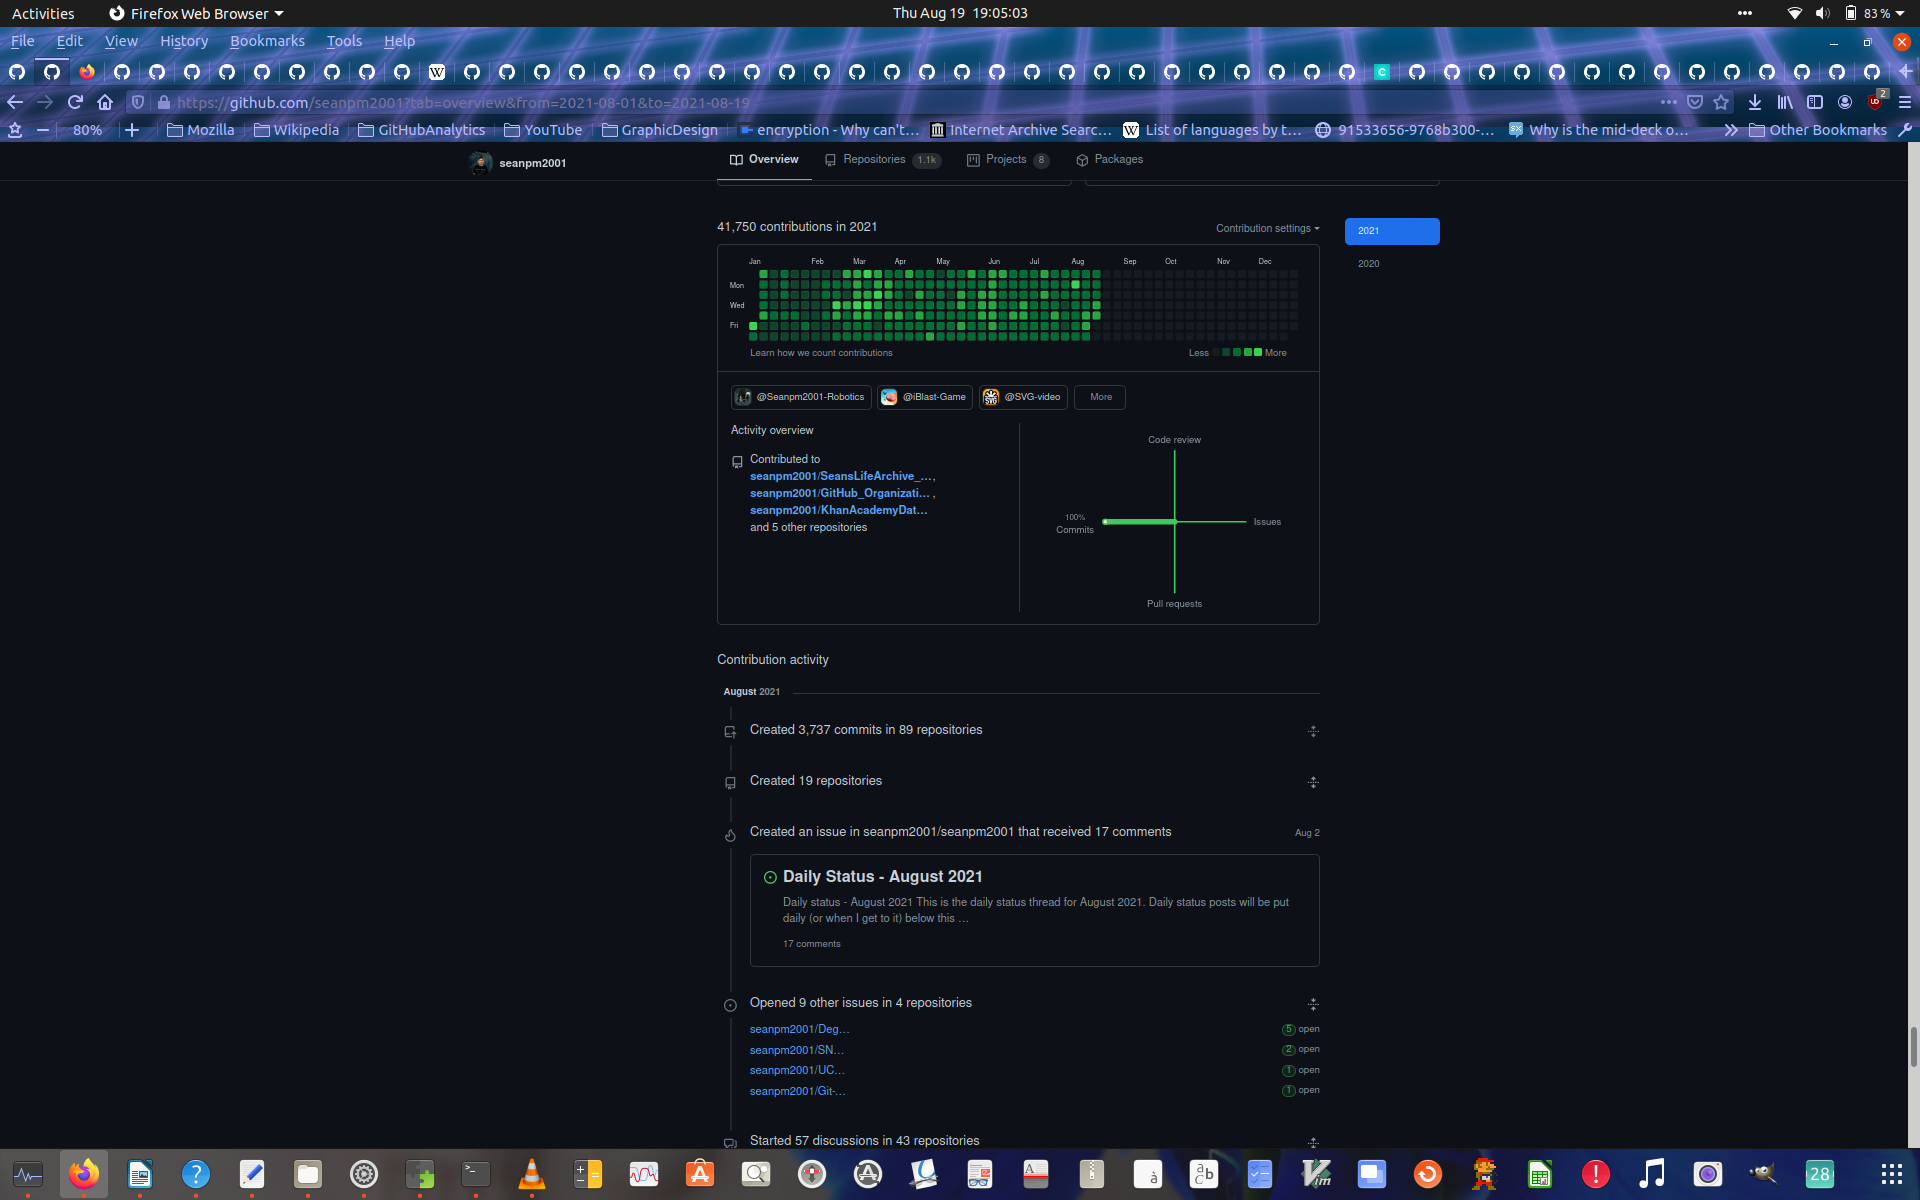 Activities Firefox Web Browser Thu Aug 19 19:05:03 83 %
File Edit View History Bookmarks Tools Help
https://github.com/seanpm2001?tab=overview&from=2021-08-01&to=2021-08-19 2
80% Mozilla Wikipedia GitHubAnalytics YouTube GraphicDesign encryption - Why can't… Internet Archive Searc… List of languages by t… 91533656-9768b300-… Why is the mid-deck o… Other Bookmarks
seanpm2001 Overview Repositories 1.1k Projects 8 Packages
41,750 contributions in 2021 Contribution settings 2021
2020
Jan Feb Mar Apr May Jun Jul Aug Sep Oct Nov Dec
Mon
Wed
Fri
Learn how we count contributions Less More
@Seanpm2001-Robotics @iBlast-Game @SVG-video More
Activity overview
Contributed to
seanpm2001/SeansLifeArchive_…,
seanpm2001/GitHub_Organizati… ,
seanpm2001/KhanAcademyDat…
and 5 other repositories
Code review
100%
Commits
Issues
Pull requests
Contribution activity
August 2021
Created 3,737 commits in 89 repositories
Created 19 repositories
Created an issue in seanpm2001/seanpm2001 that received 17 comments Aug 2
Daily Status - August 2021
Daily status - August 2021 This is the daily status thread for August 2021. Daily status posts will be put
daily (or when I get to it) below this …
17 comments
Opened 9 other issues in 4 repositories
seanpm2001/Deg… 5 open
seanpm2001/SN… 2 open
seanpm2001/UC… 1 open
seanpm2001/Git-… 1 open
Started 57 discussions in 43 repositories
28